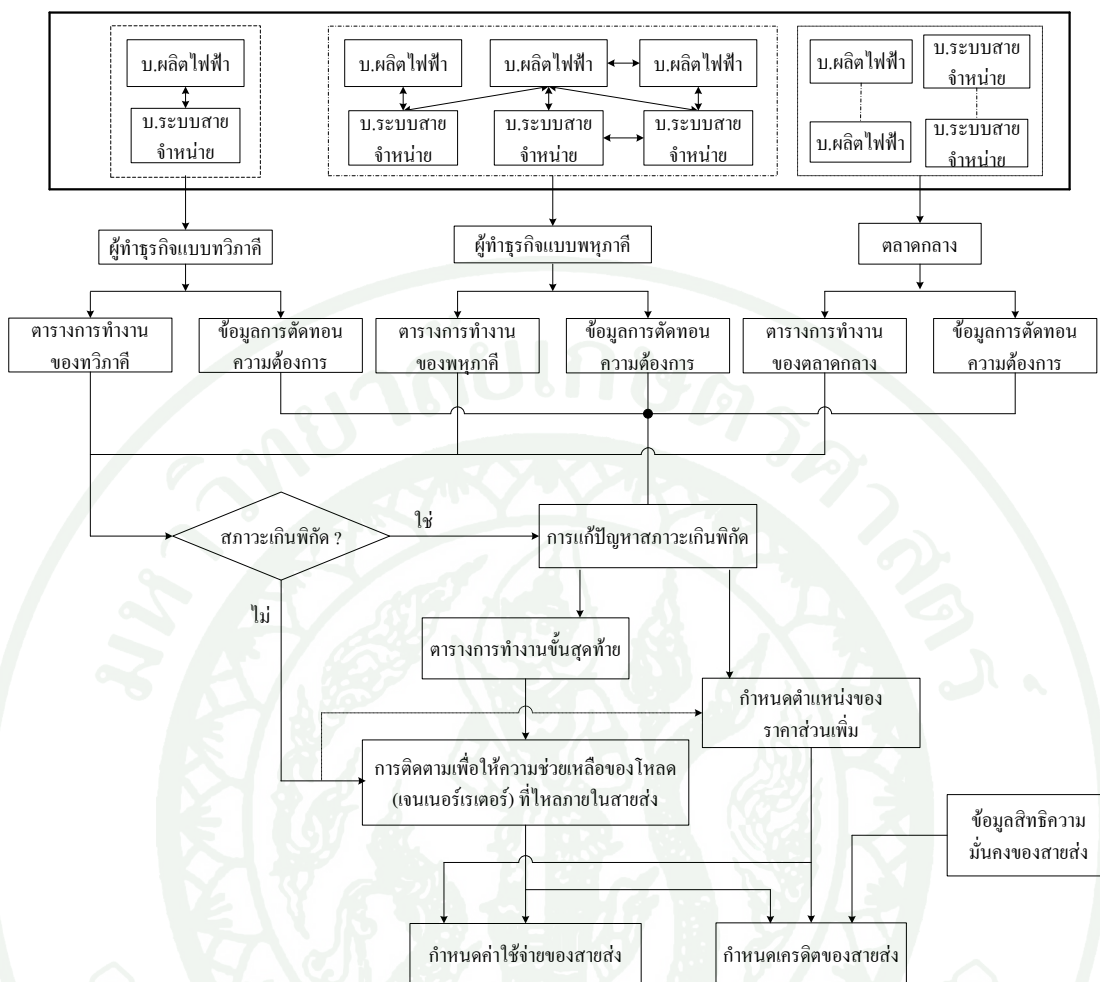 บ.ผลิตไฟฟ้า
บ.ระบบสาย
จำหน่าย
บ.ผลิตไฟฟ้า
บ.ผลิตไฟฟ้า
บ.ผลิตไฟฟ้า
บ.ระบบสาย
จำหน่าย
บ.ระบบสาย
จำหน่าย
บ.ระบบสาย
จำหน่าย
บ.ผลิตไฟฟ้า
บ.ระบบสาย
จำหน่าย
บ.ผลิตไฟฟ้า
บ.ระบบสาย
จำหน่าย
ผู้ทำธุรกิจแบบทวิภาคี
ผู้ทำธุรกิจแบบพหุภาคี
ตลาดกลาง
ตารางการทำงาน
ของทวิภาคี
ข้อมูลการตัดทอน
ความต้องการ
ตารางการทำงาน
ของพหุภาคี
ข้อมูลการตัดทอน
ความต้องการ
ตารางการทำงาน
ของตลาดกลาง
ข้อมูลการตัดทอน
ความต้องการ
สภาวะเกินพิกัด ?
ใช่
การแก้ปัญหาสภาวะเกินพิกัด
ไม่
ตารางการทำงานขั้นสุดท้าย
กำหนดตำแหน่งของ
ราคาส่วนเพิ่ม
การติดตามเพื่อให้ความช่วยเหลือของโหลด
(เจนเนอร์เรเตอร์) ที่ไหลภายในสายส่ง
ข้อมูลสิทธิความ
มั่นคงของสายส่ง
กำหนดค่าใช้จ่ายของสายส่ง
กำหนดเครดิตของสายส่ง
มหาวิทยาลัยเกษตรศาสตร์